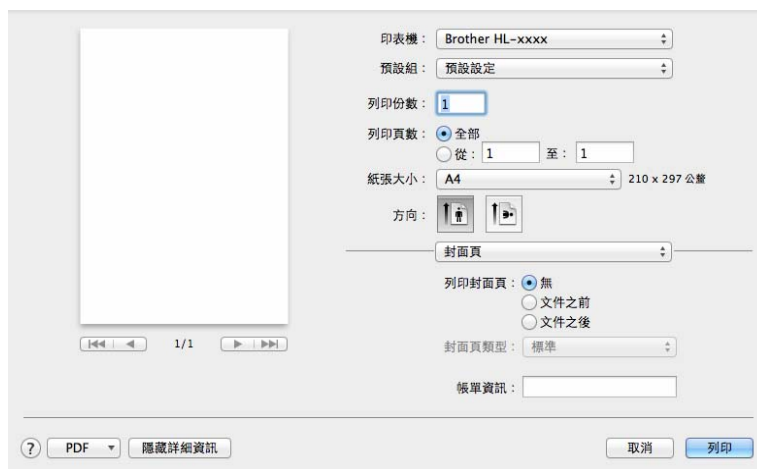 印表機： Brother HL-xxxx
預設組： 預設設定
列印份數： 1
列印頁數： 全部
從： 1 至： 1
紙張大小： A4 210 x 297 公釐
方向：
封面頁
列印封面頁： 無
文件之前
文件之後
1/1
封面頁類型： 標準
帳單資訊：
? PDF 隱藏詳細資訊 取消 列印